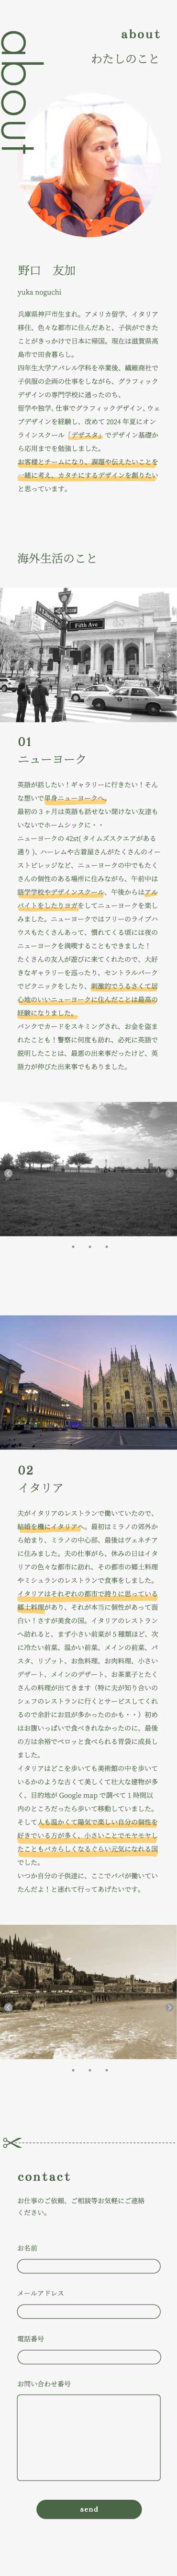 about
about
わたしのこと
野口　友加
yuka noguchi
兵庫県神戸市生まれ。アメリカ留学、イタリア
移住、色々な都市に住んだあと、子供ができた
ことがきっかけで日本に帰国。現在は滋賀県高
島市で田舎暮らし。
四年生大学アパレル学科を卒業後、繊維商社で
子供服の企画の仕事をしながら、グラフィック
デザインの専門学校に通ったのち、
留学や独学、仕事でグラフィックデザイン、ウェ
ブデザインを経験し、改めて2024年夏にオン
ラインスクール「デザスタ」でデザイン基礎か
ら応用までを勉強しました。
お客様とチームになり、課題や伝えたいことを
一緒に考え、カタチにするデザインを創りたい
と思っています。
海外生活のこと
Fifth Ave
01
ニューヨーク
英語が話したい！ギャラリーに行きたい！そん
な想いで単身ニューヨークへ。
最初の3ヶ月は英語も話せない聞けない友達も
いないでホームシックに・・
ニューヨークの42st(タイムズスクエアがある
通り)、ハーレムや古着屋さんがたくさんのイー
ストビレッジなど、ニューヨークの中でもたく
さんの個性のある場所に住みながら、午前中は
語学学校やデザインスクール、午後からはアル
バイトをしたりヨガをしてニューヨークを楽し
みました。ニューヨークではフリーのライブハ
ウスもたくさんあって、慣れてくる頃には夜の
ニューヨークを満喫することもできました！
たくさんの友人が遊びに来てくれたので、大好
きなギャラリーを巡ったり、セントラルパーク
でピクニックをしたり、刺激的でうるさくて居
心地のいいニューヨークに住んだことは最高の
経験になりました。
バンクでカードをスキミングされ、お金を盗ま
れたことも！警察に何度も訪れ、必死に英語で
説明したことは、最悪の出来事だったけど、英
語力が伸びた出来事でもありました。
02
イタリア
夫がイタリアのレストランで働いていたので、
結婚を機にイタリアへ。最初はミラノの郊外か
ら始まり、ミラノの中心部、最後はヴェネチア
に住みました。夫の仕事がら、休みの日はイタ
リアの色々な都市に訪れ、その都市の郷土料理
やミシュランのレストランで食事をしました。
イタリアはそれぞれの都市で誇りに思っている
郷土料理があり、それが本当に個性があって面
白い！さすが美食の国。イタリアのレストラン
へ訪れると、まず小さい前菜が５種類ほど、次
に冷たい前菜、温かい前菜、メインの前菜、パ
スタ、リゾット、お魚料理、お肉料理、小さい
デザート、メインのデザート、お茶菓子とたく
さんの料理が出てきます（特に夫が知り合いの
シェフのレストランに行くとサービスしてくれ
るので余計にお皿が多かったのかも・・）初め
はお腹いっぱいで食べきれなかったのに、最後
の方は余裕でペロッと食べられる胃袋に成長し
ました。
イタリアはどこを歩いても美術館の中を歩いて
いるかのような古くて美しくて壮大な建物が多
く、目的地が Google map で調べて１時間以
内のところだったら歩いて移動していました。
そして人も温かくて陽気で楽しい自分の個性を
好きでいる方が多く、小さいことでモヤモヤし
たこともバカらしくなるぐらい元気になれる国
でした。
いつか自分の子供達に、ここでパパが働いてい
たんだよ！と連れて行ってあげたいです。
contact
お仕事のご依頼、ご相談等お気軽にご連絡
ください。
お名前
メールアドレス
電話番号
お問い合わせ番号
send